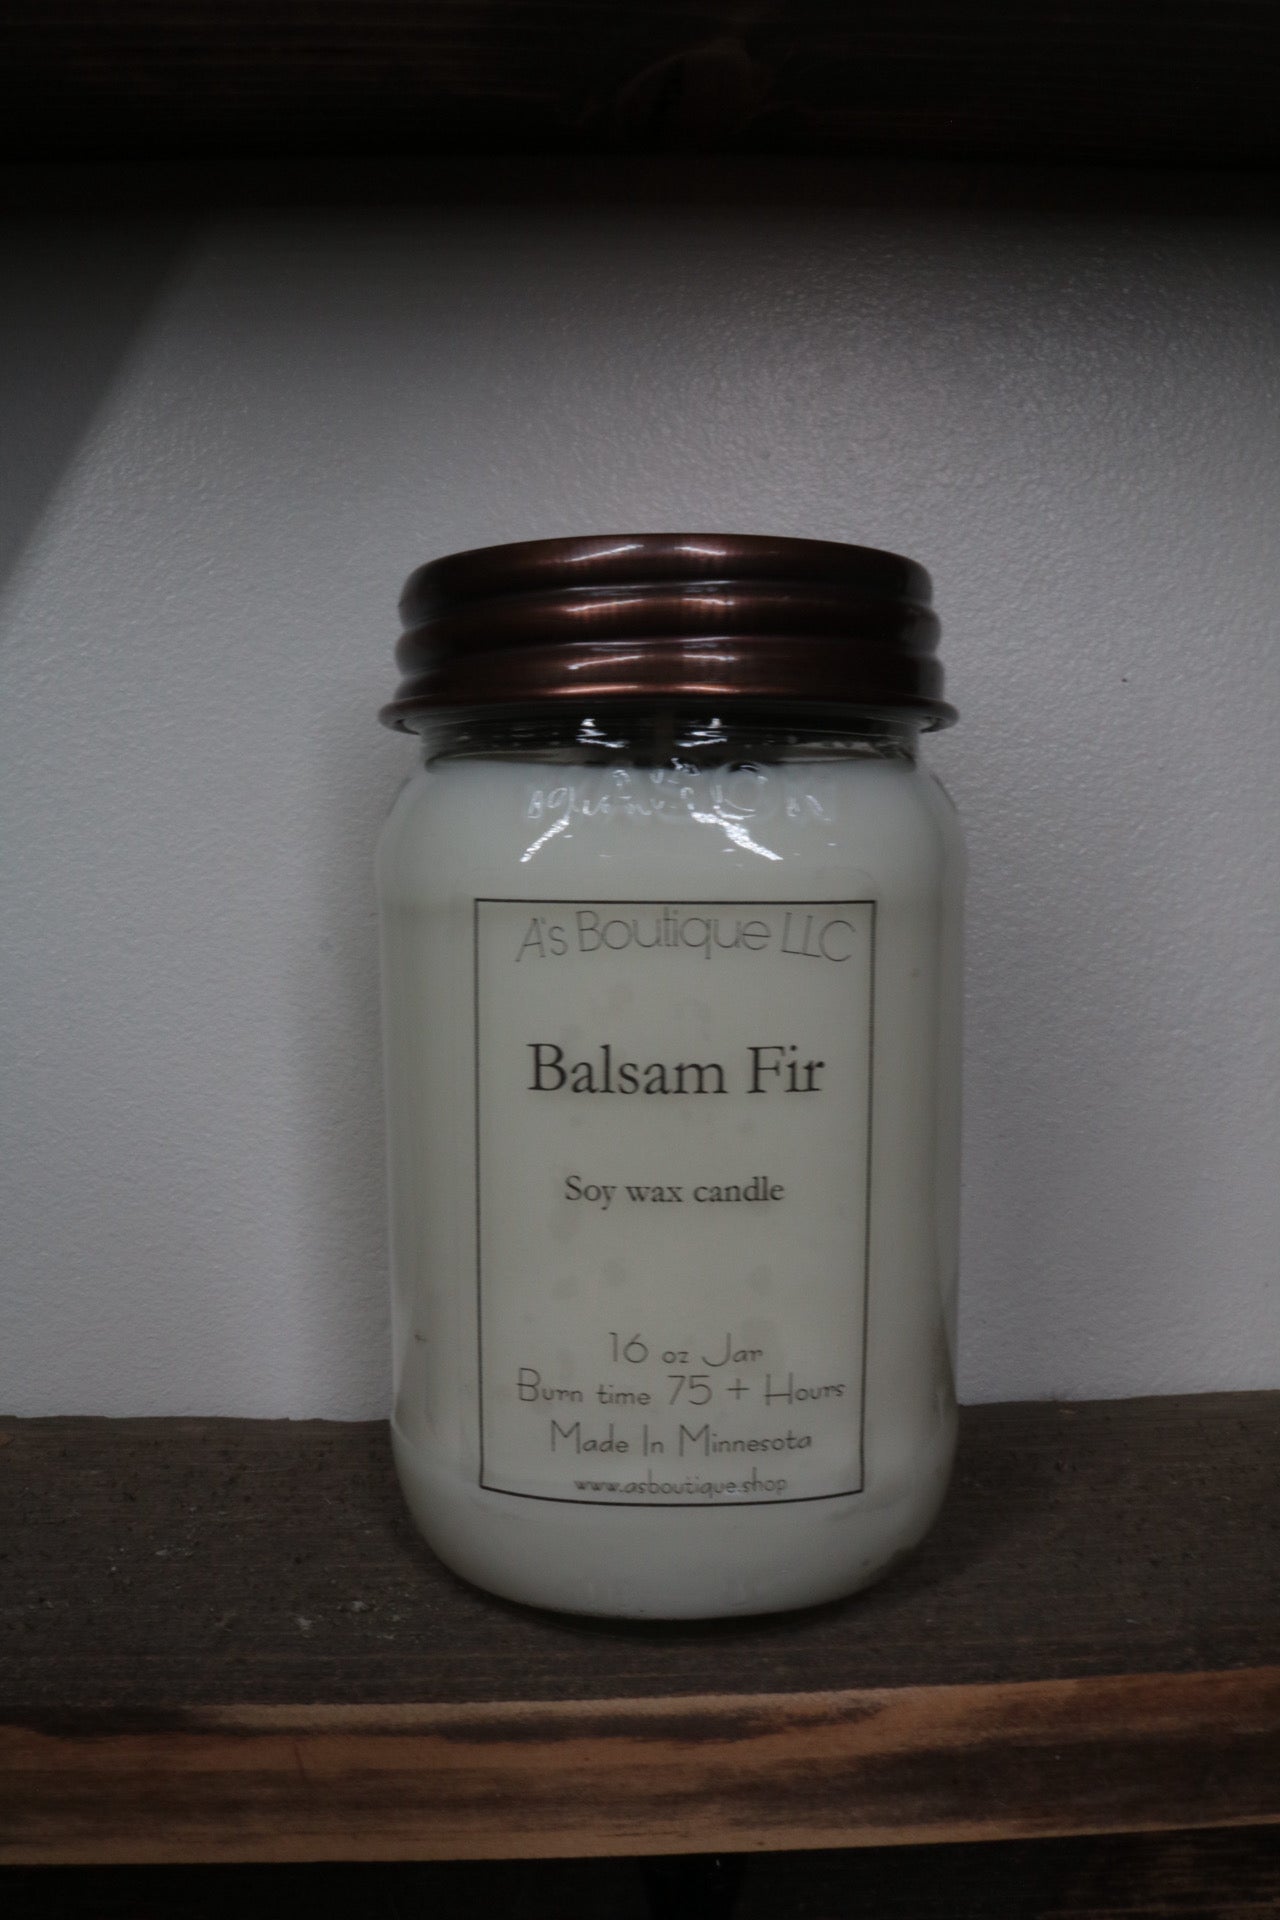 A's Boutique LLC
Balsam Fir
Soy wax candle
16 oz Jar
Burn time 75 + Hours
Made In Minnesota
www.asboutique.shop